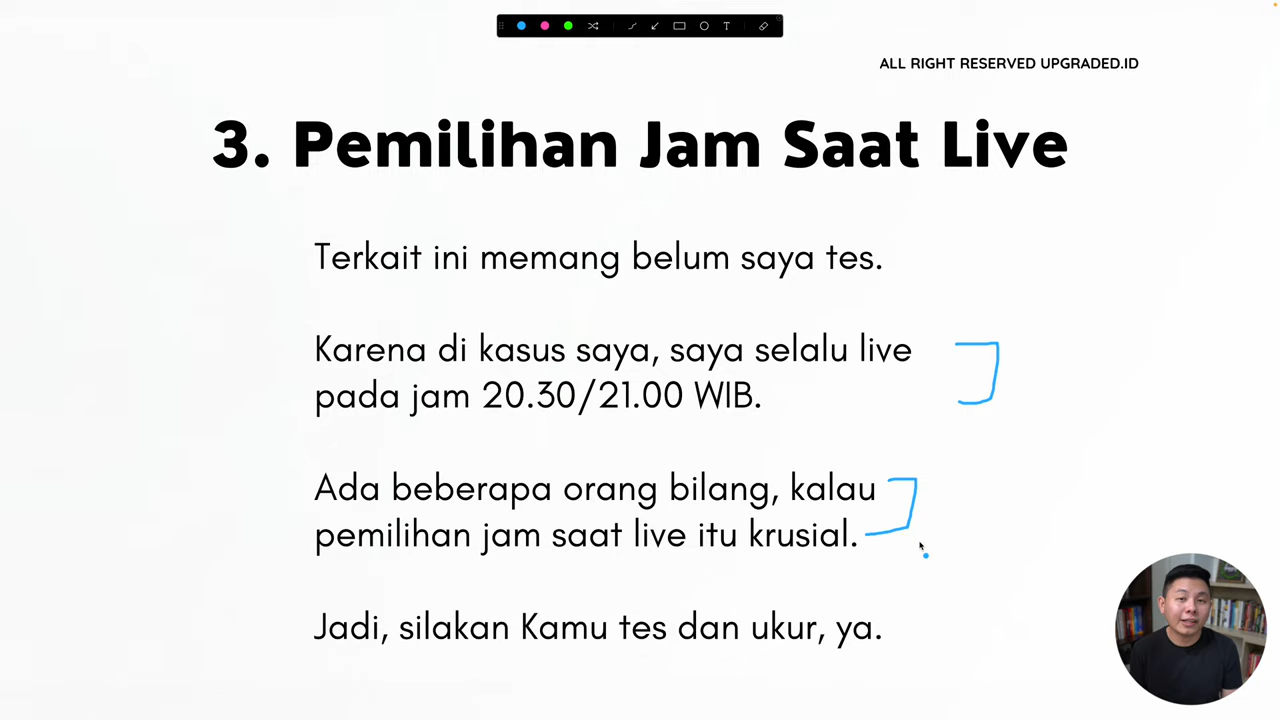 ALL RIGHT RESERVED UPGRADED.ID
3. Pemilihan Jam Saat Live
Terkait ini memang belum saya tes.
Karena di kasus saya, saya selalu live
pada jam 20.30/21.00 WIB.
Ada beberapa orang bilang, kalau
pemilihan jam saat live itu krusial.
Jadi, silakan Kamu tes dan ukur, ya.